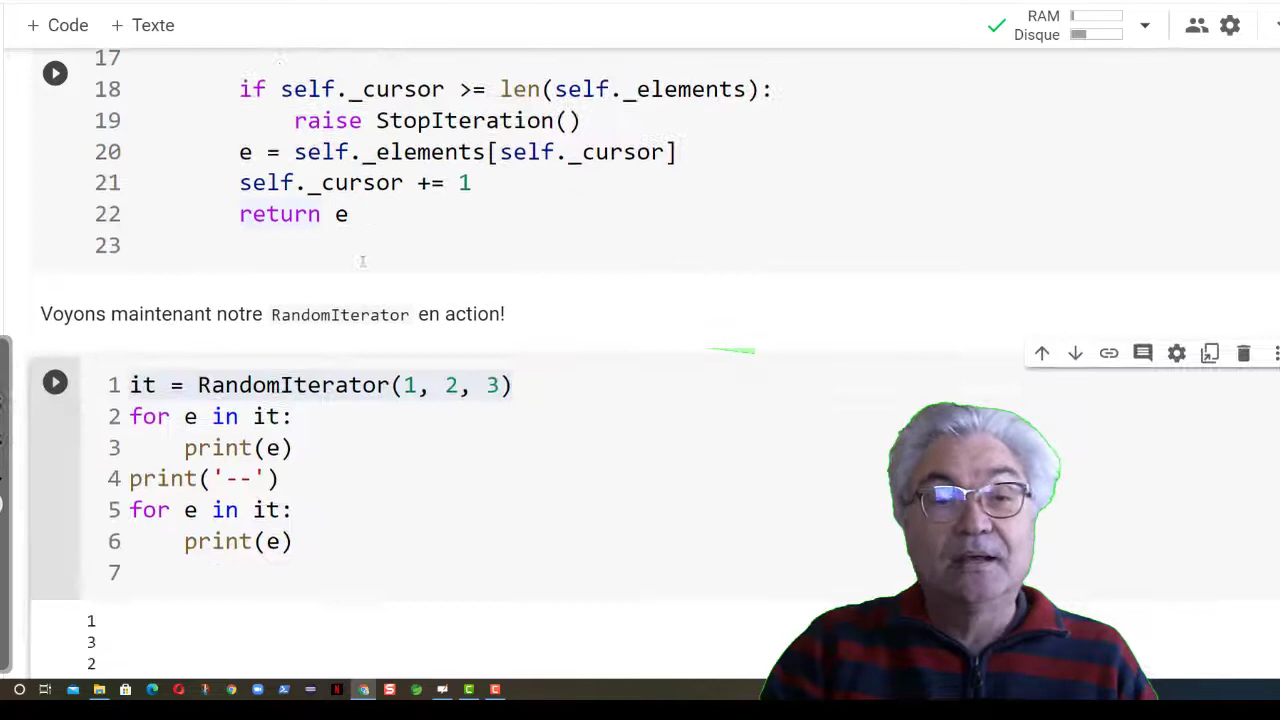 + Code + Texte
RAM
Disque
17
18 if self._cursor >= len(self._elements):
19 raise StopIteration()
20 e = self._elements[self._cursor]
21 self._cursor += 1
22 return e
23
Voyons maintenant notre RandomIterator en action!
1 it = RandomIterator(1, 2, 3)
2 for e in it:
3 print(e)
4 print('--')
5 for e in it:
6 print(e)
7
1
3
2